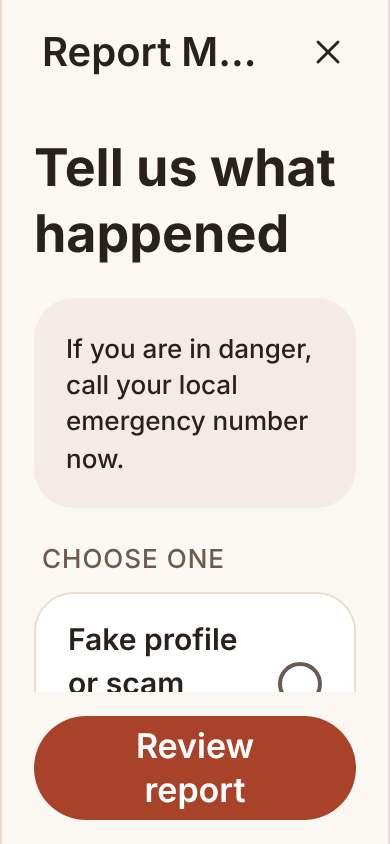 Report M...
Tell us what
happened
If you are in danger,
call your local
emergency number
now.
CHOOSE ONE
Fake profile
or scam
Review
report